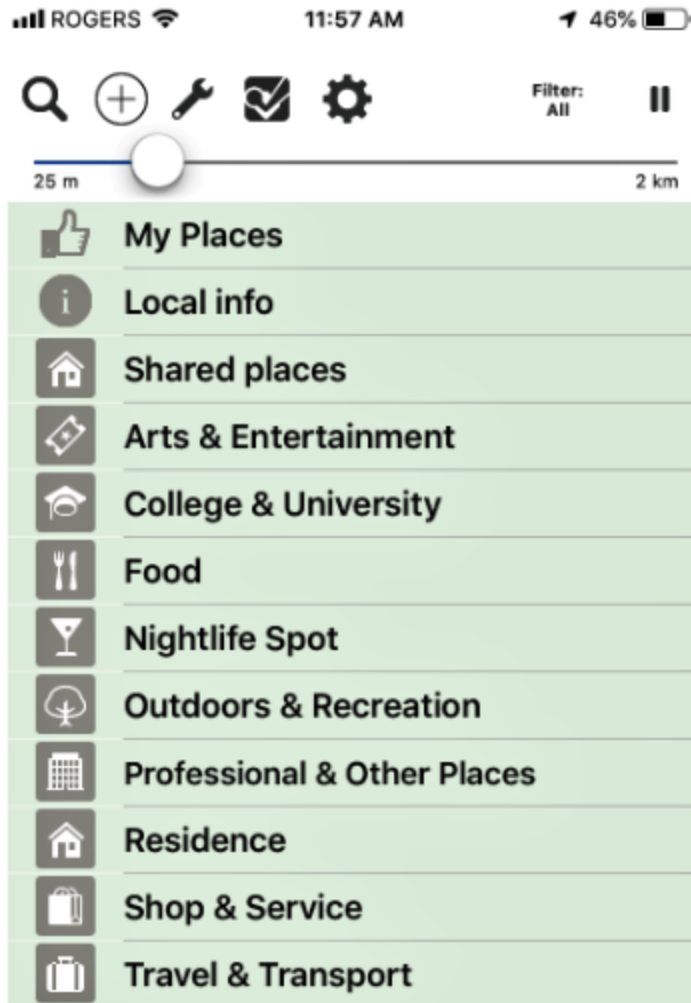 ROGERS 11:57 AM 46%
Filter:
All
25 m 2 km
My Places
Local info
Shared places
Arts & Entertainment
College & University
Food
Nightlife Spot
Outdoors & Recreation
Professional & Other Places
Residence
Shop & Service
Travel & Transport